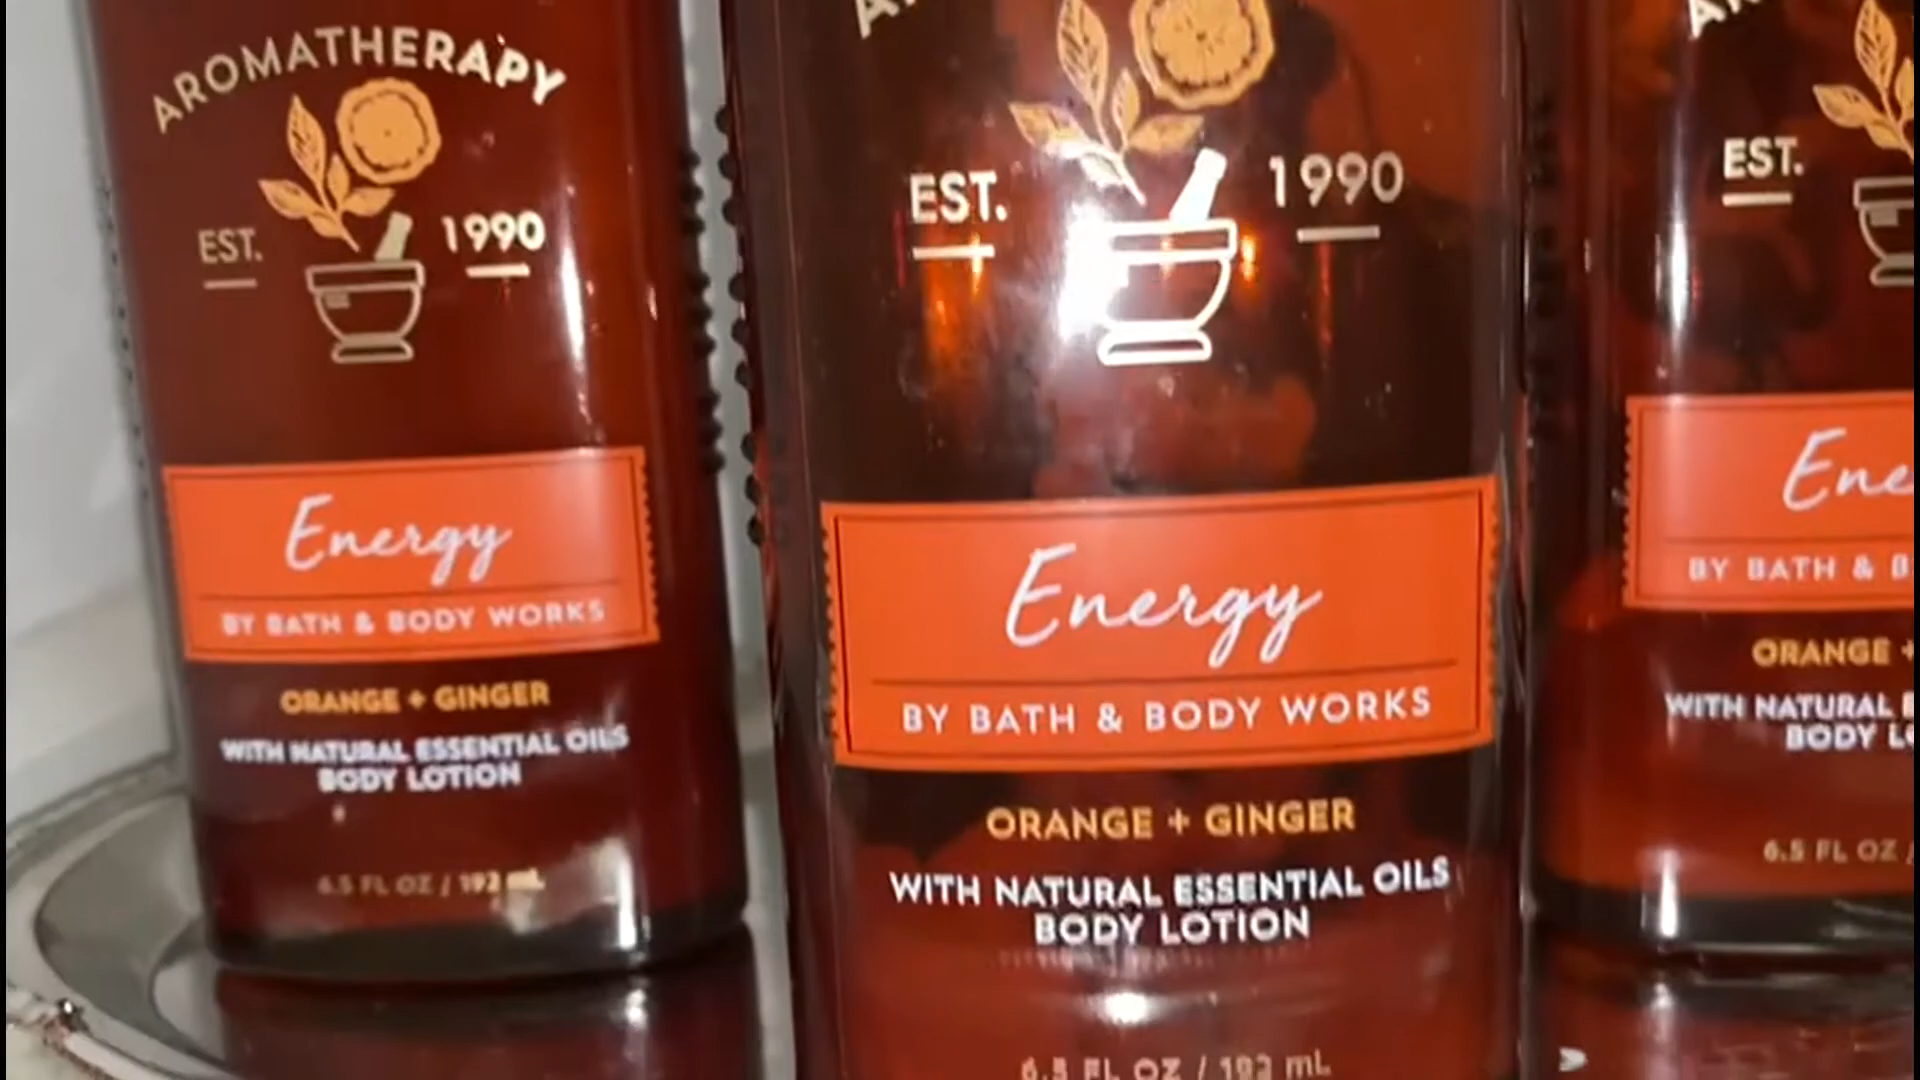 AROMATHERAPY
EST. 1990
Energy
BY BATH & BODY WORKS
ORANGE + GINGER
WITH NATURAL ESSENTIAL OILS
BODY LOTION
6.5 FL OZ / 192 mL
EST. 1990
Energy
BY BATH & BODY WORKS
ORANGE + GINGER
WITH NATURAL ESSENTIAL OILS
BODY LOTION
6.5 FL OZ / 192 mL
EST.
BY BATH &
ORANGE +
WITH NATURAL
BODY
6.5 FL OZ /